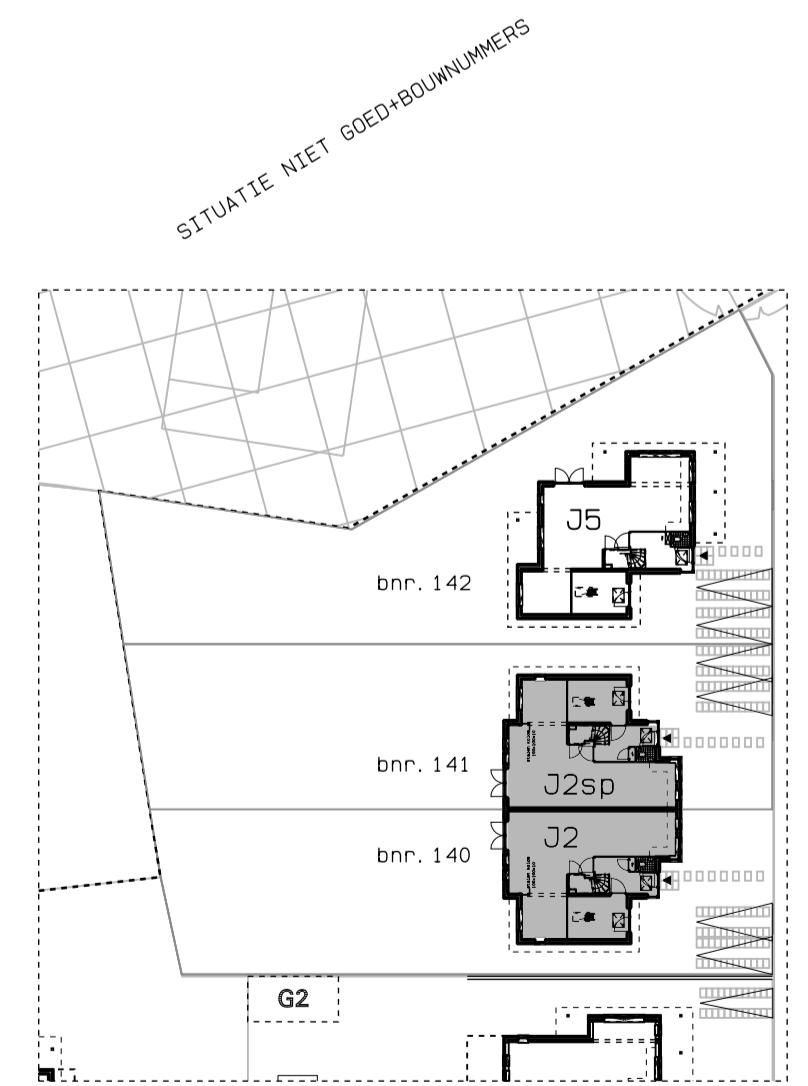 SITUATIE NIET GOED+BOUWNUMMERS
J5
bnr. 142
bnr. 141
J2sp
J2
bnr. 140
G2